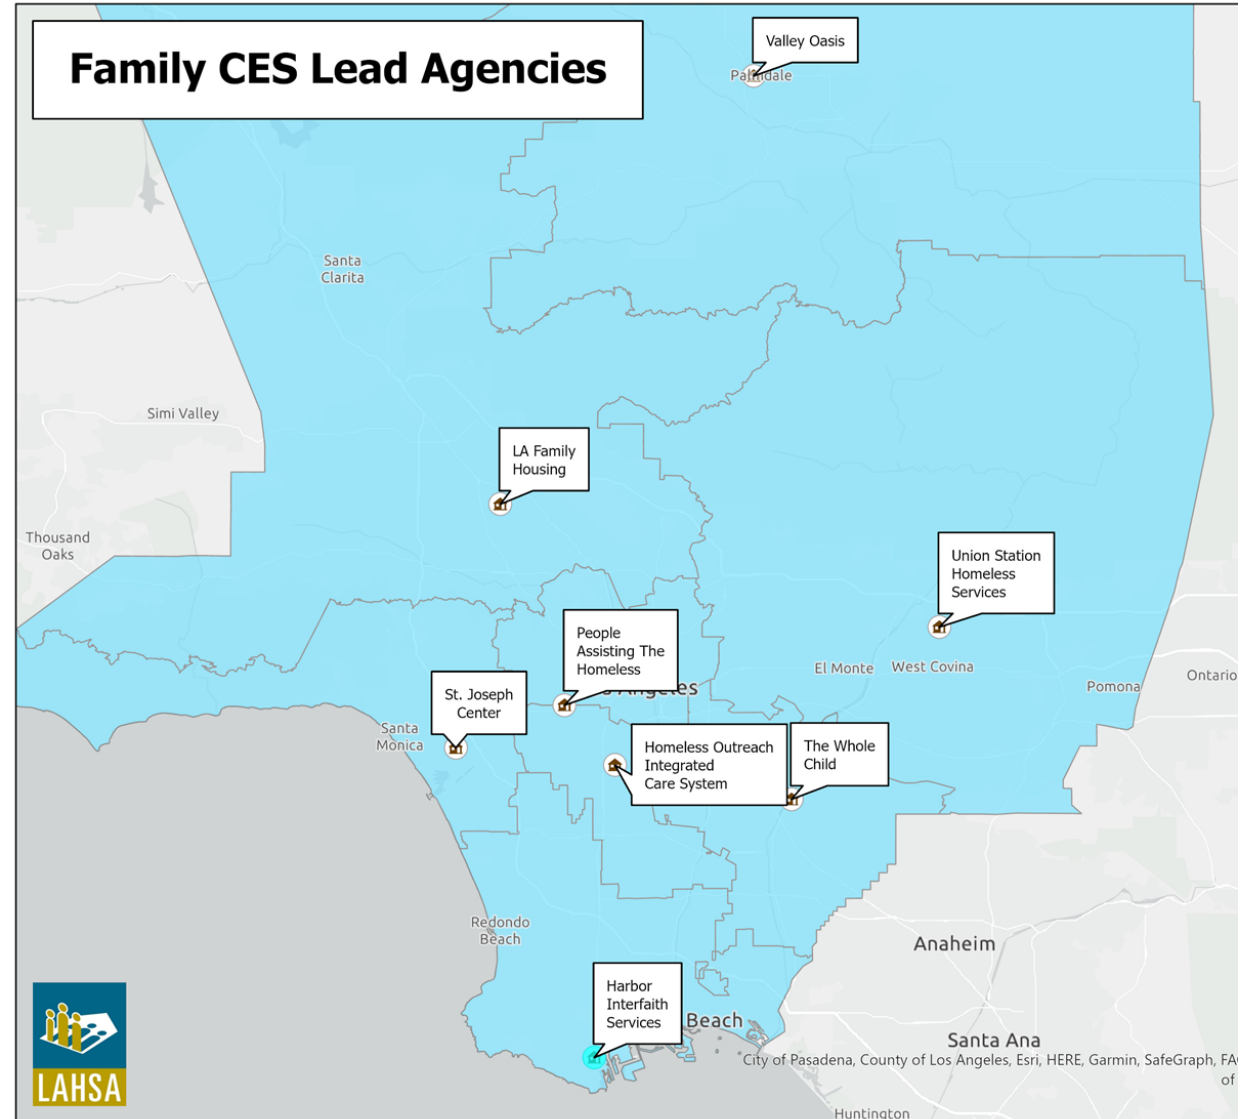 Family CES Lead Agencies
Valley Oasis
Palmdale
Santa
Clarita
Simi Valley
LA Family
Housing
Thousand
Oaks
Union Station
Homeless
Services
People
Assisting The
Homeless
El Monte
West Covina
Angeles
Pomona
Ontario
St. Joseph
Center
Santa
Monica
Homeless Outreach
Integrated
Care System
The Whole
Child
Redondo
Beach
Anaheim
Harbor
Interfaith
Services
Beach
Santa Ana
City of Pasadena, County of Los Angeles, Esri, HERE, Garmin, SafeGraph,
of
LAHSA
Huntington